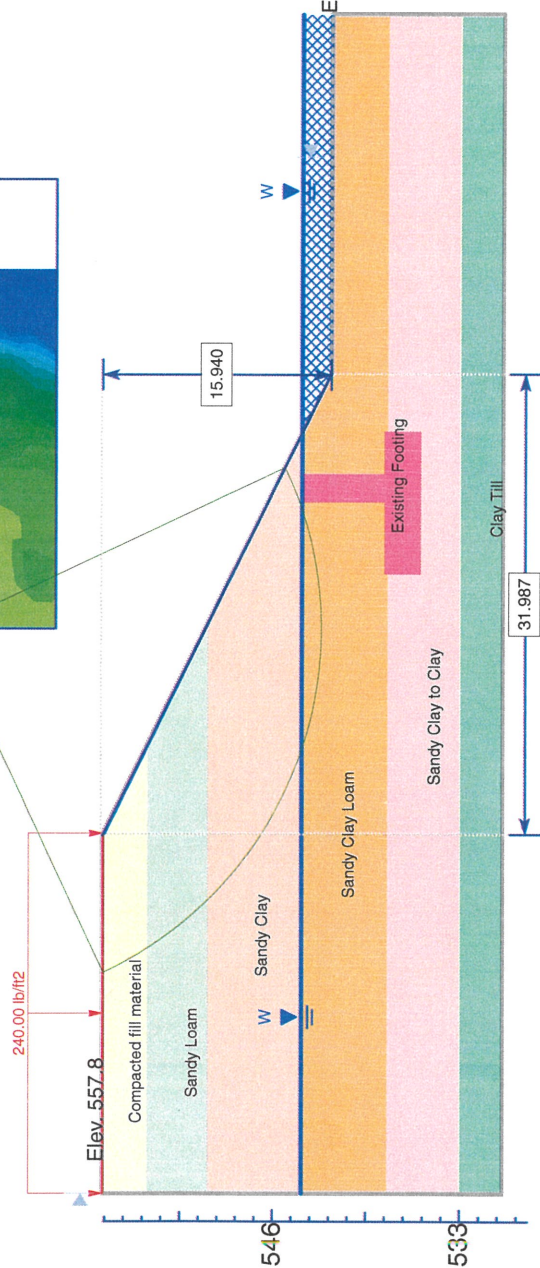 240.00 lb/ft2
Elev. 557.8
Compacted fill material
Sandy Loam
Sandy Clay
Sandy Clay Loam
Sandy Clay to Clay
Clay Till
Existing Footing
W
W
15.940
31.987
546
533
E